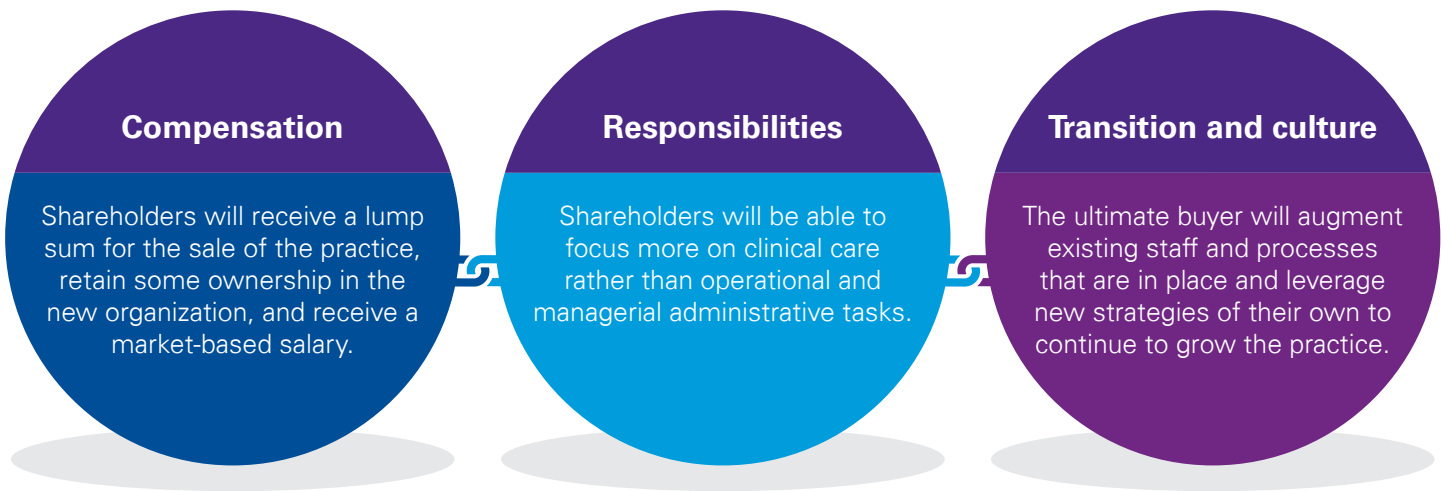 Compensation
Shareholders will receive a lump
sum for the sale of the practice,
retain some ownership in the
new organization, and receive a
market-based salary.
Responsibilities
Shareholders will be able to
focus more on clinical care
rather than operational and
managerial administrative tasks.
Transition and culture
The ultimate buyer will augment
existing staff and processes
that are in place and leverage
new strategies of their own to
continue to grow the practice.